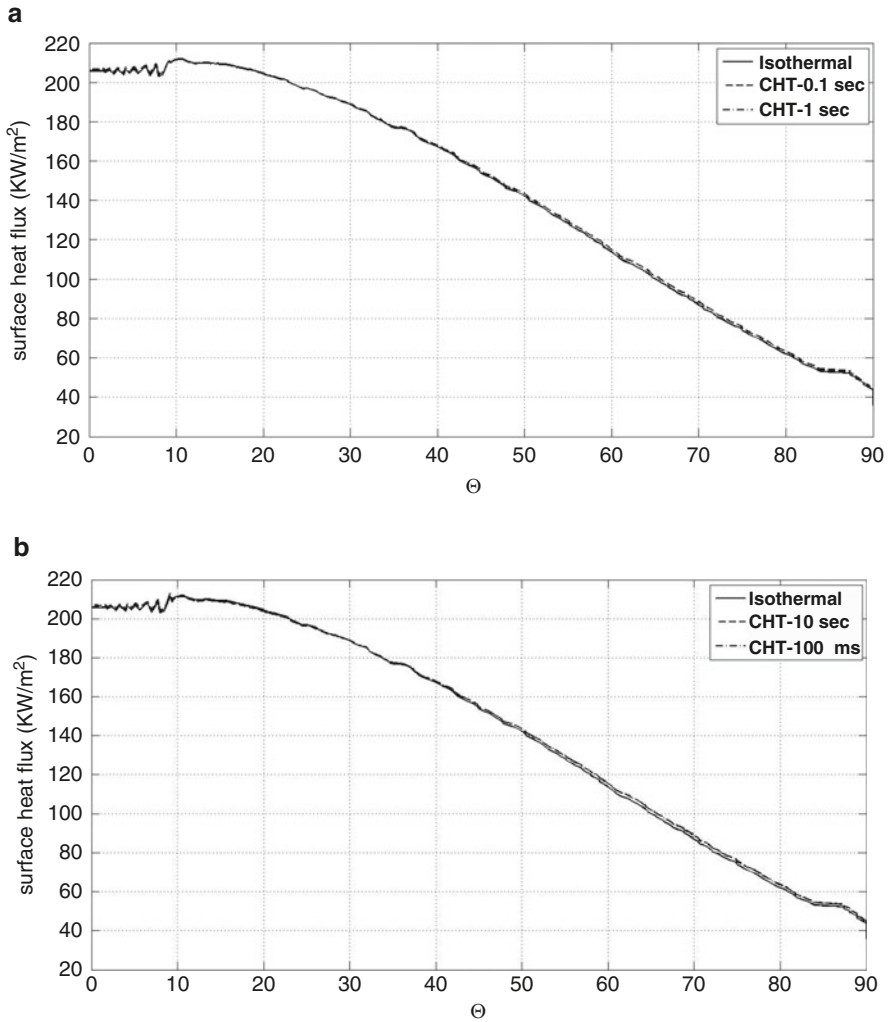 a
220
200
180
160
140
120
100
80
60
40
20
surface heat flux (KW/m²)
Isothermal
CHT-0.1 sec
CHT-1 sec
0 10 20 30 40 50 60 70 80 90
Θ
b
220
200
180
160
140
120
100
80
60
40
20
surface heat flux (KW/m²)
Isothermal
CHT-10 sec
CHT-100 ms
0 10 20 30 40 50 60 70 80 90
Θ